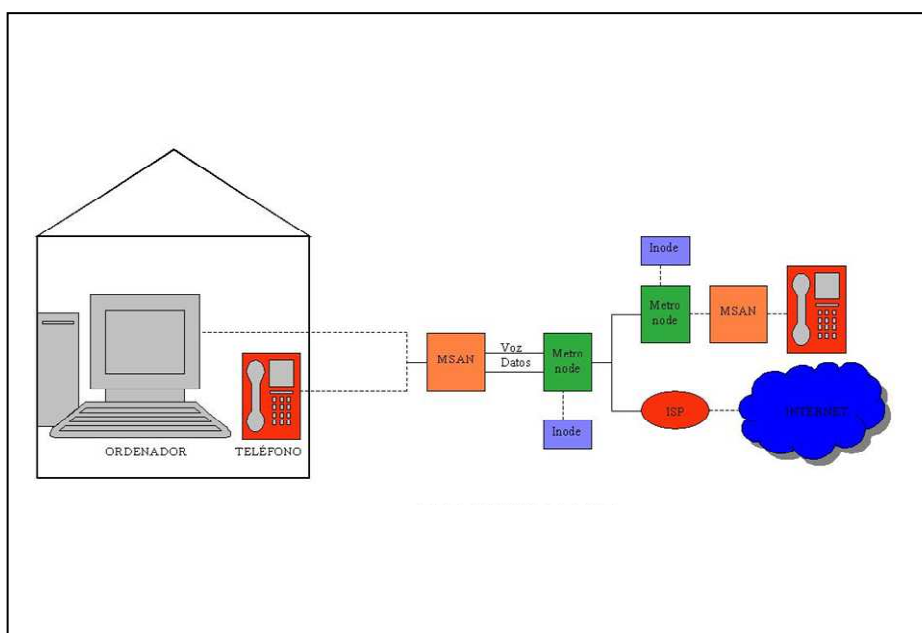 ORDENADOR
TELÉFONO
MSAN
Voz
Datos
Metro
node
Inode
Inode
Metro
node
MSAN
ISP
INTERNET